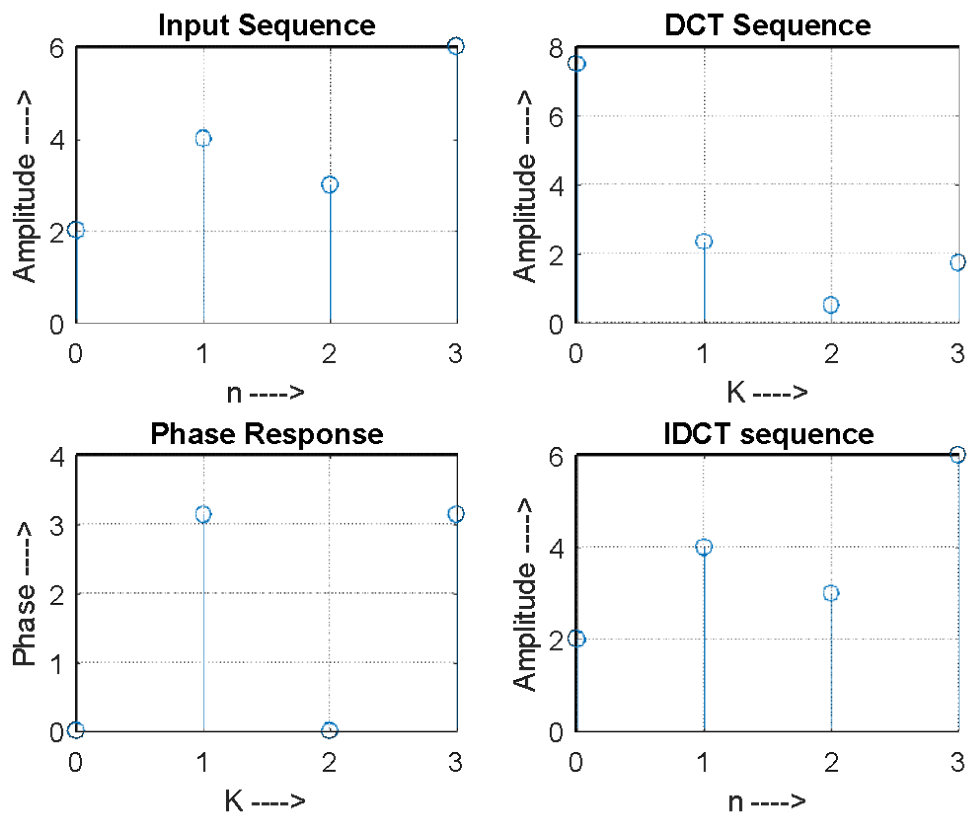 Input Sequence
Amplitude ---->
6
4
2
0
0 1 2 3
n ---->
DCT Sequence
Amplitude ---->
8
6
4
2
0
0 1 2 3
K ---->
Phase Response
Phase ---->
4
3
2
1
0
0 1 2 3
K ---->
IDCT sequence
Amplitude ---->
6
4
2
0
0 1 2 3
n ---->